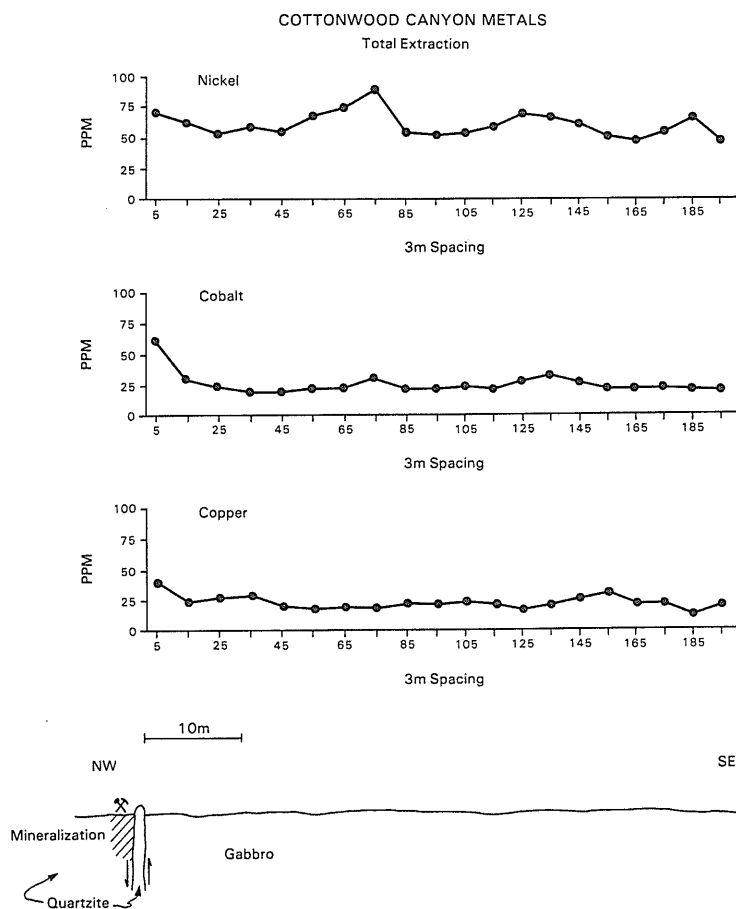 COTTONWOOD CANYON METALS
Total Extraction
Nickel
100
75
50
25
0
PPM
5 25 45 65 85 105 125 145 165 185
3m Spacing
Cobalt
100
75
50
25
0
PPM
5 25 45 65 85 105 125 145 165 185
3m Spacing
Copper
100
75
50
25
0
PPM
5 25 45 65 85 105 125 145 165 185
3m Spacing
10m
NW SE
Mineralization
Gabbro
Quartzite